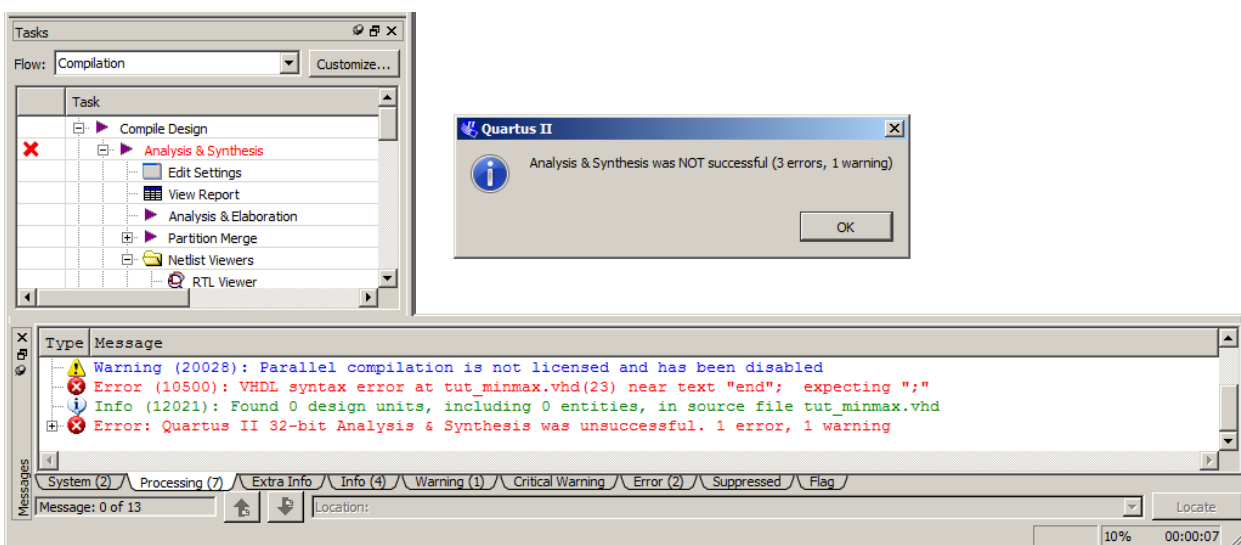 Tasks
Flow: Compilation Customize...
Task
Compile Design
Analysis & Synthesis
Edit Settings
View Report
Analysis & Elaboration
Partition Merge
Netlist Viewers
RTL Viewer
Quartus II
Analysis & Synthesis was NOT successful (3 errors, 1 warning)
OK
Type Message
Warning (20028): Parallel compilation is not licensed and has been disabled
Error (10500): VHDL syntax error at tut_minmax.vhd(23) near text "end"; expecting ";"
Info (12021): Found 0 design units, including 0 entities, in source file tut_minmax.vhd
Error: Quartus II 32-bit Analysis & Synthesis was unsuccessful. 1 error, 1 warning
System (2) Processing (7) Extra Info Info (4) Warning (1) Critical Warning Error (2) Suppressed Flag
Messages
Message: 0 of 13 Location: Locate
10% 00:00:07